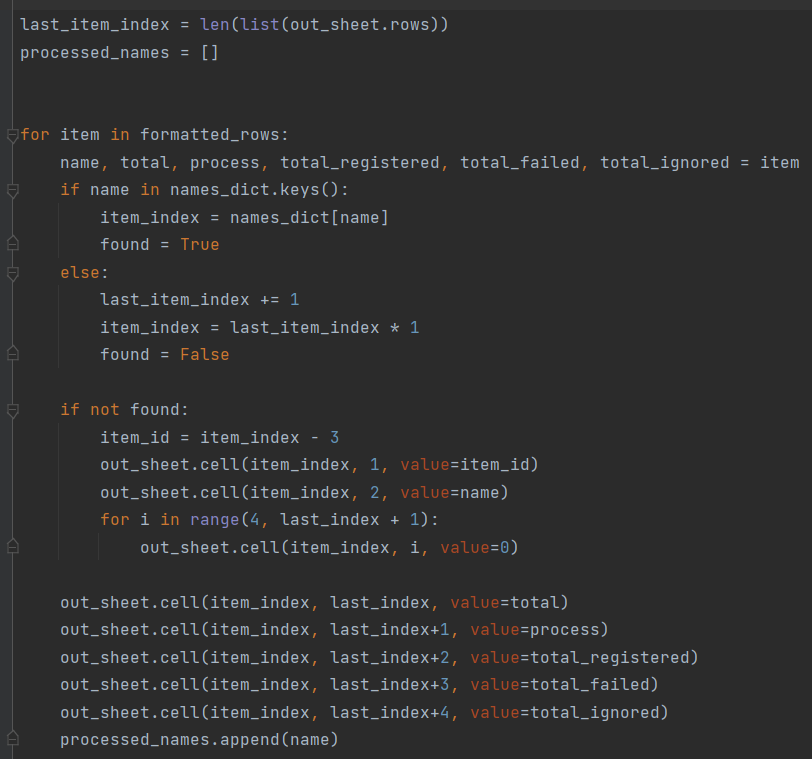 last_item_index = len(list(out_sheet.rows))
processed_names = []
for item in formatted_rows:
    name, total, process, total_registered, total_failed, total_ignored = item
    if name in names_dict.keys():
        item_index = names_dict[name]
        found = True
    else:
        last_item_index += 1
        item_index = last_item_index * 1
        found = False
    if not found:
        item_id = item_index - 3
        out_sheet.cell(item_index, 1, value=item_id)
        out_sheet.cell(item_index, 2, value=name)
        for i in range(4, last_index + 1):
            out_sheet.cell(item_index, i, value=0)
    out_sheet.cell(item_index, last_index, value=total)
    out_sheet.cell(item_index, last_index+1, value=process)
    out_sheet.cell(item_index, last_index+2, value=total_registered)
    out_sheet.cell(item_index, last_index+3, value=total_failed)
    out_sheet.cell(item_index, last_index+4, value=total_ignored)
    processed_names.append(name)